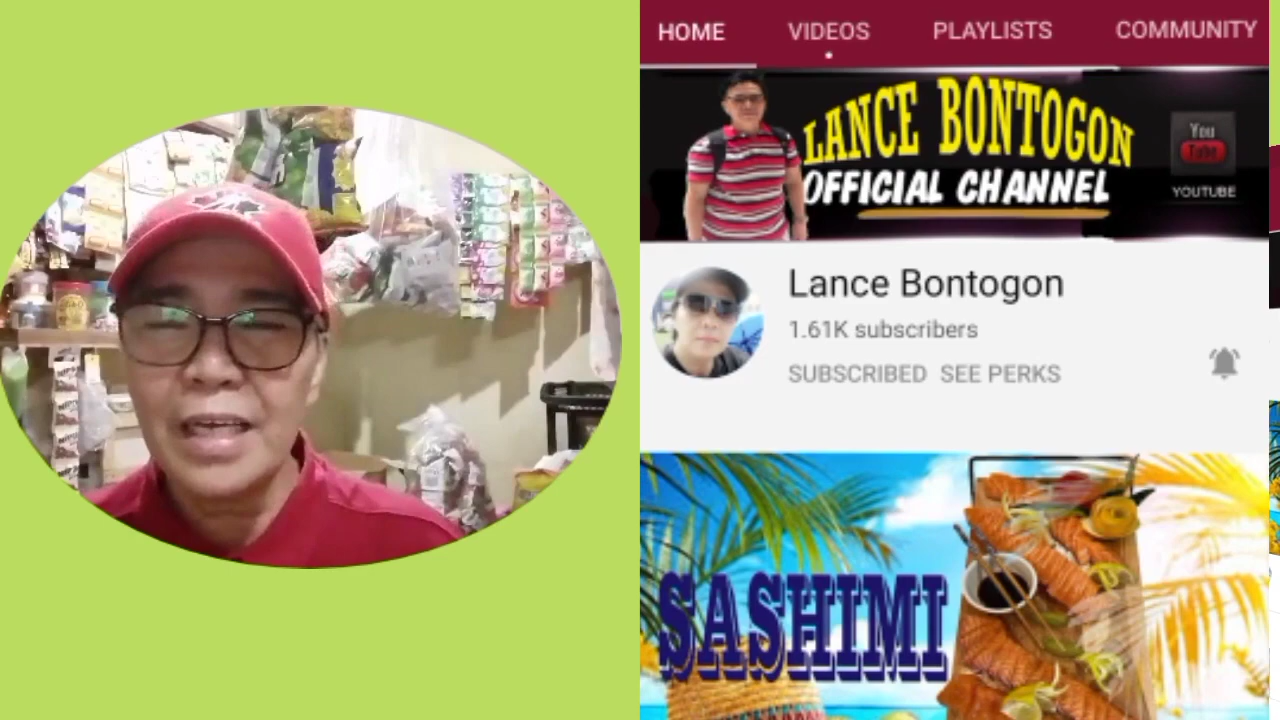 HOME VIDEOS PLAYLISTS COMMUNITY
LANCE BONTOGON
OFFICIAL CHANNEL
You
Tube
YOUTUBE
Lance Bontogon
1.61K subscribers
SUBSCRIBED SEE PERKS
SASHIMI